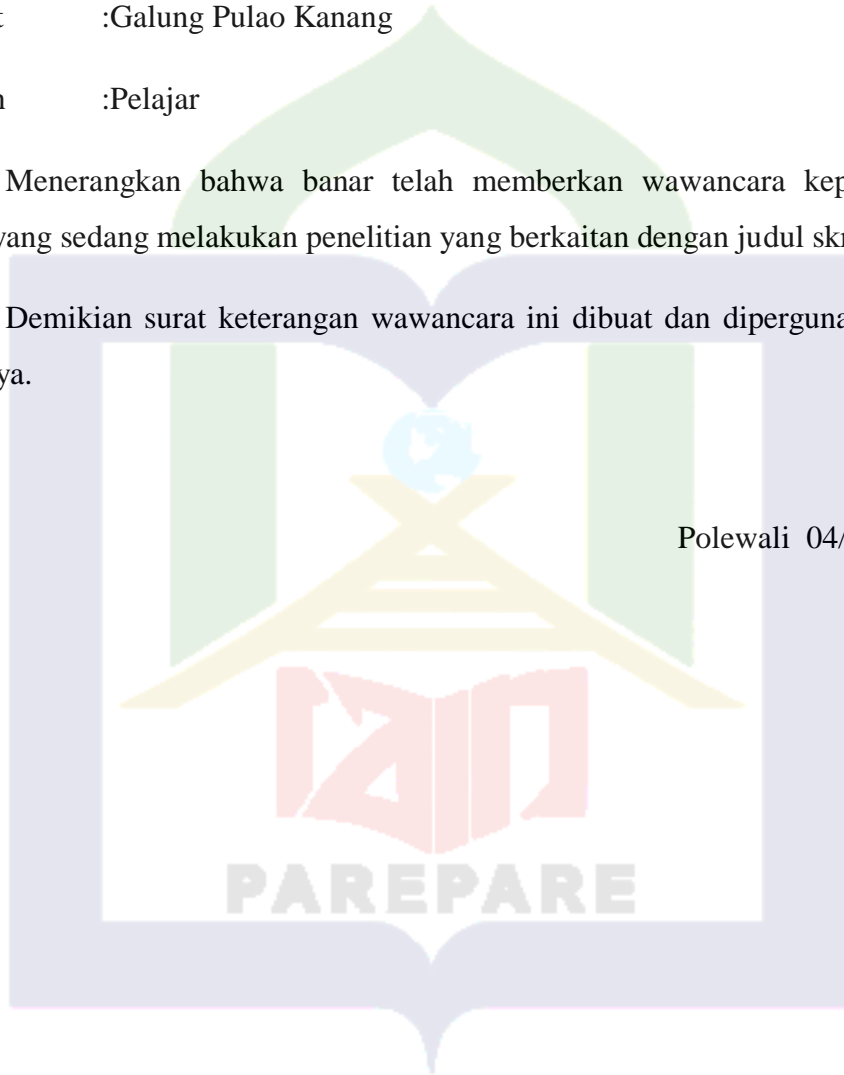 t :Galung Pulao Kanang
n :Pelajar
Menerangkan bahwa banar telah memberkan wawancara kep
yang sedang melakukan penelitian yang berkaitan dengan judul skr
Demikian surat keterangan wawancara ini dibuat dan diperguna
ya.
Polewali 04/
iain
PAREPARE